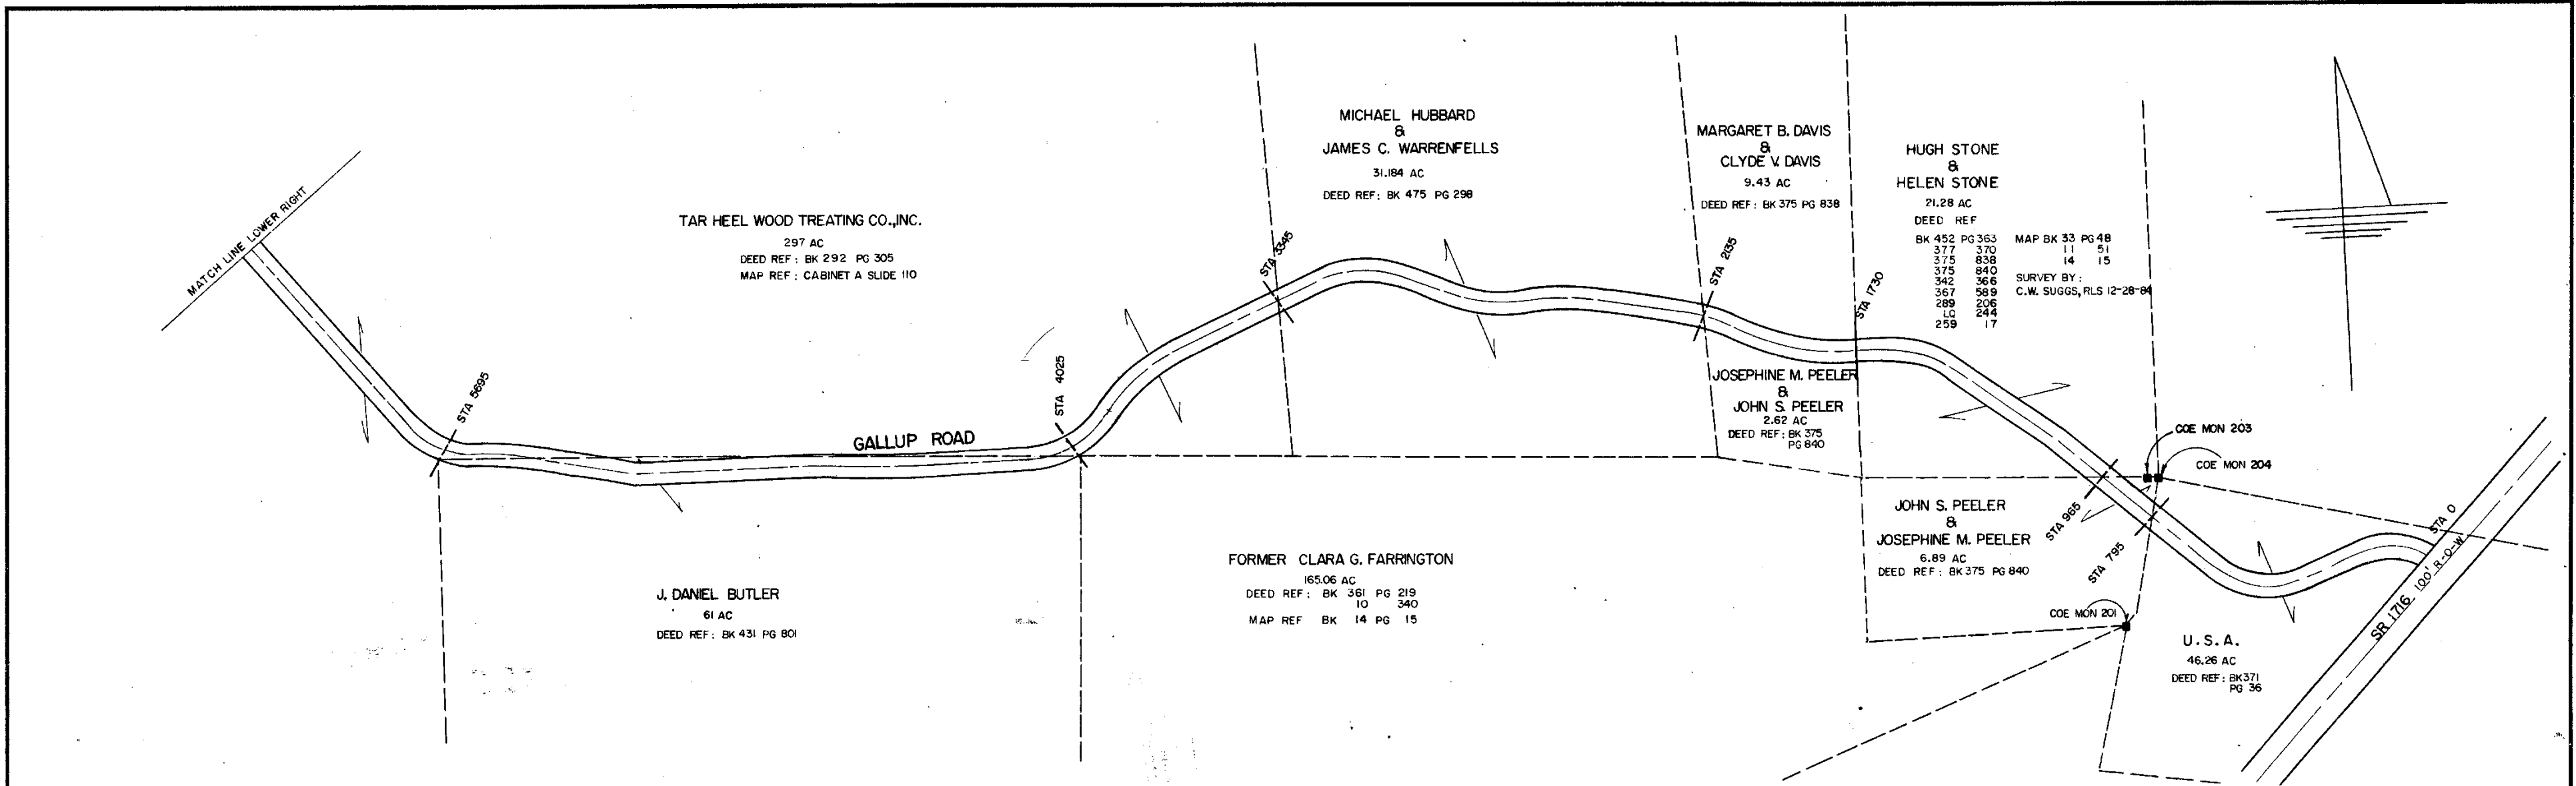 MATCH LINE LOWER RIGHT
TAR HEEL WOOD TREATING CO.,INC.
297 AC
DEED REF: BK 292 PG 305
MAP REF: CABINET A SLIDE 110
MICHAEL HUBBARD
&
JAMES C. WARRENFELLS
31.184 AC
DEED REF: BK 475 PG 298
MARGARET B. DAVIS
&
CLYDE V. DAVIS
9.43 AC
DEED REF: BK 375 PG 838
HUGH STONE
&
HELEN STONE
21.28 AC
DEED REF
BK 452 PG 363 MAP BK 33 PG 48
377 370 11 51
375 838 14 15
375 840
342 366 SURVEY BY:
367 589 C.W. SUGGS, RLS 12-28-84
289 206
LQ 244
259 17
STA 5695
STA 4025
STA 3345
STA 2135
STA 1730
GALLUP ROAD
JOSEPHINE M. PEELER
&
JOHN S. PEELER
2.62 AC
DEED REF: BK 375
PG 840
COE MON 203
COE MON 204
JOHN S. PEELER
&
JOSEPHINE M. PEELER
6.89 AC
DEED REF: BK 375 PG 840
STA 965
STA 795
STA 0
SR 1716 100' R-O-W
COE MON 201
U.S.A.
46.26 AC
DEED REF: BK371
PG 36
FORMER CLARA G. FARRINGTON
165.06 AC
DEED REF: BK 361 PG 219
10 340
MAP REF BK 14 PG 15
J. DANIEL BUTLER
61 AC
DEED REF: BK 431 PG 801